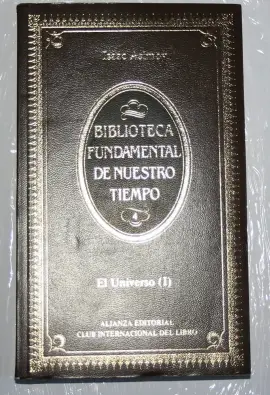 Isaac Asimov
BIBLIOTECA
FUNDAMENTAL
DE NUESTRO
TIEMPO
4
El Universo (I)
ALIANZA EDITORIAL
CLUB INTERNACIONAL DEL LIBRO